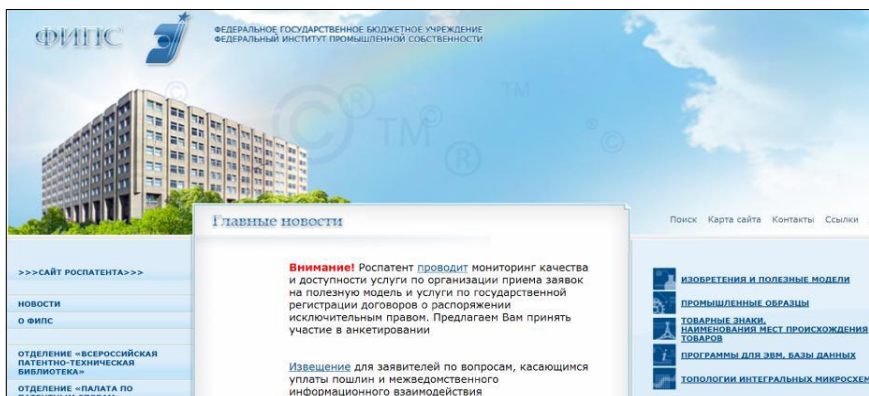 ФИПС
ФЕДЕРАЛЬНОЕ ГОСУДАРСТВЕННОЕ БЮДЖЕТНОЕ УЧРЕЖДЕНИЕ
ФЕДЕРАЛЬНЫЙ ИНСТИТУТ ПРОМЫШЛЕННОЙ СОБСТВЕННОСТИ
© ® TM © TM ® © ©
Главные новости
Поиск Карта сайта Контакты Ссылки
>>>САЙТ РОСПАТЕНТА>>>
НОВОСТИ
О ФИПС
ОТДЕЛЕНИЕ «ВСЕРОССИЙСКАЯ
ПАТЕНТНО-ТЕХНИЧЕСКАЯ
БИБЛИОТЕКА»
ОТДЕЛЕНИЕ «ПАЛАТА ПО
ПАТЕНТНЫМ СПОРАМ
Внимание! Роспатент проводит мониторинг качества
и доступности услуги по организации приема заявок
на полезную модель и услуги по государственной
регистрации договоров о распоряжении
исключительным правом. Предлагаем Вам принять
участие в анкетировании
Извещение для заявителей по вопросам, касающимся
уплаты пошлин и межведомственного
информационного взаимодействия
ИЗОБРЕТЕНИЯ И ПОЛЕЗНЫЕ МОДЕЛИ
ПРОМЫШЛЕННЫЕ ОБРАЗЦЫ
ТОВАРНЫЕ ЗНАКИ,
НАИМЕНОВАНИЯ МЕСТ ПРОИСХОЖДЕНИЯ
ТОВАРОВ
ПРОГРАММЫ ДЛЯ ЭВМ, БАЗЫ ДАННЫХ
ТОПОЛОГИИ ИНТЕГРАЛЬНЫХ МИКРОСХЕМ